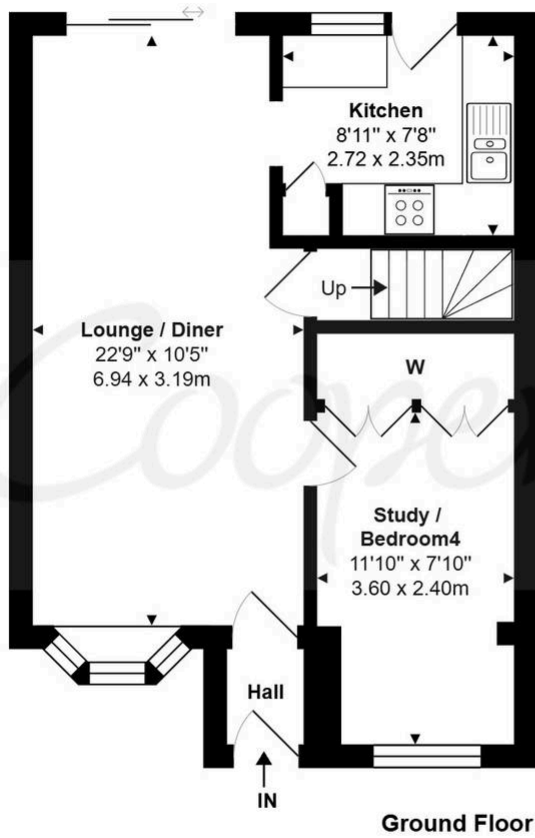 Kitchen
8'11" x 7'8"
2.72 x 2.35m
Up
Lounge / Diner
22'9" x 10'5"
6.94 x 3.19m
W
Study /
Bedroom4
11'10" x 7'10"
3.60 x 2.40m
Hall
IN
Ground Floor